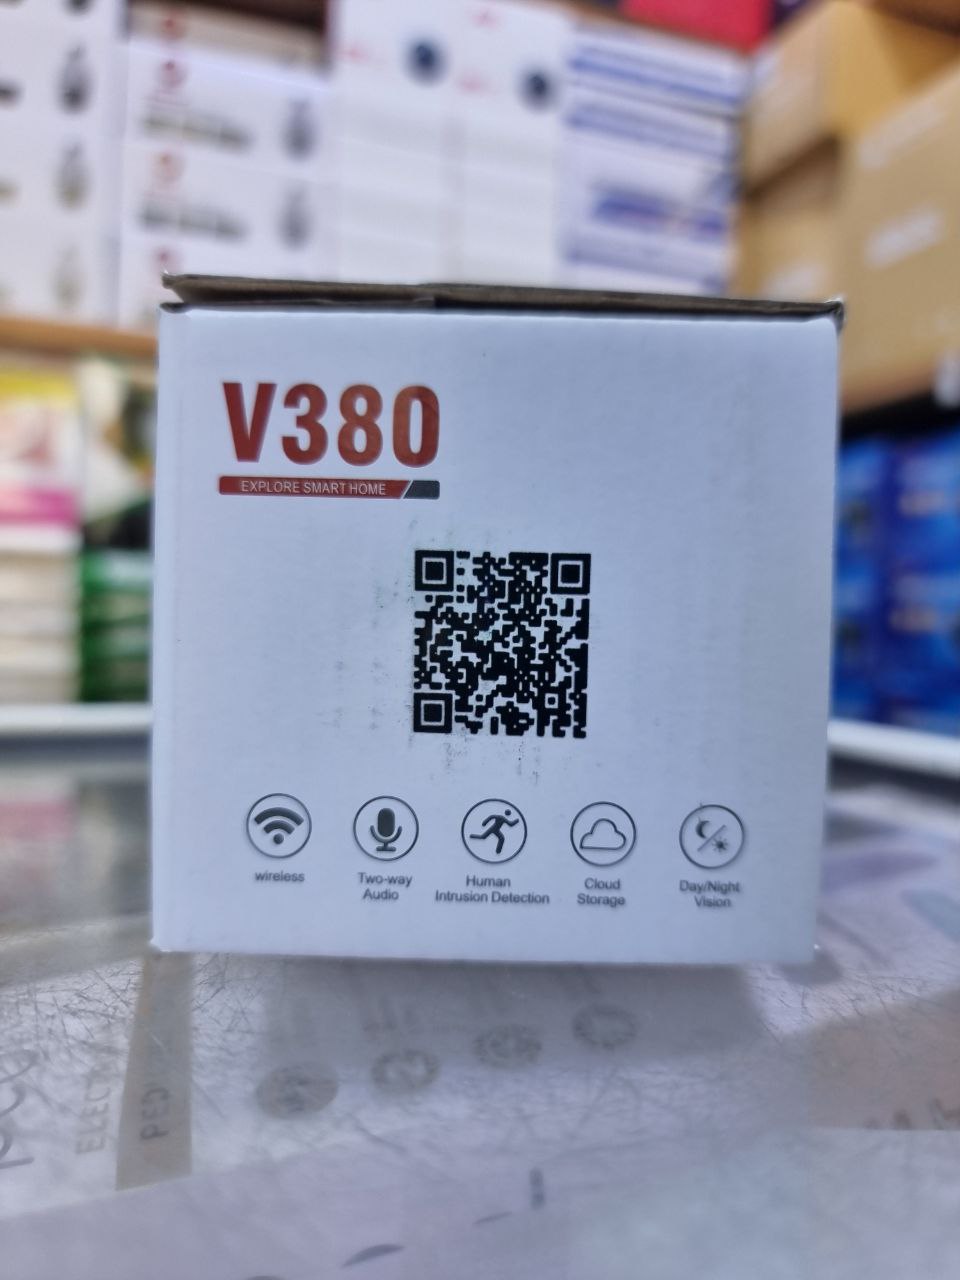 V380
EXPLORE SMART HOME
wireless
Two-way
Audio
Human
Intrusion Detection
Cloud
Storage
Day/Night
Vision